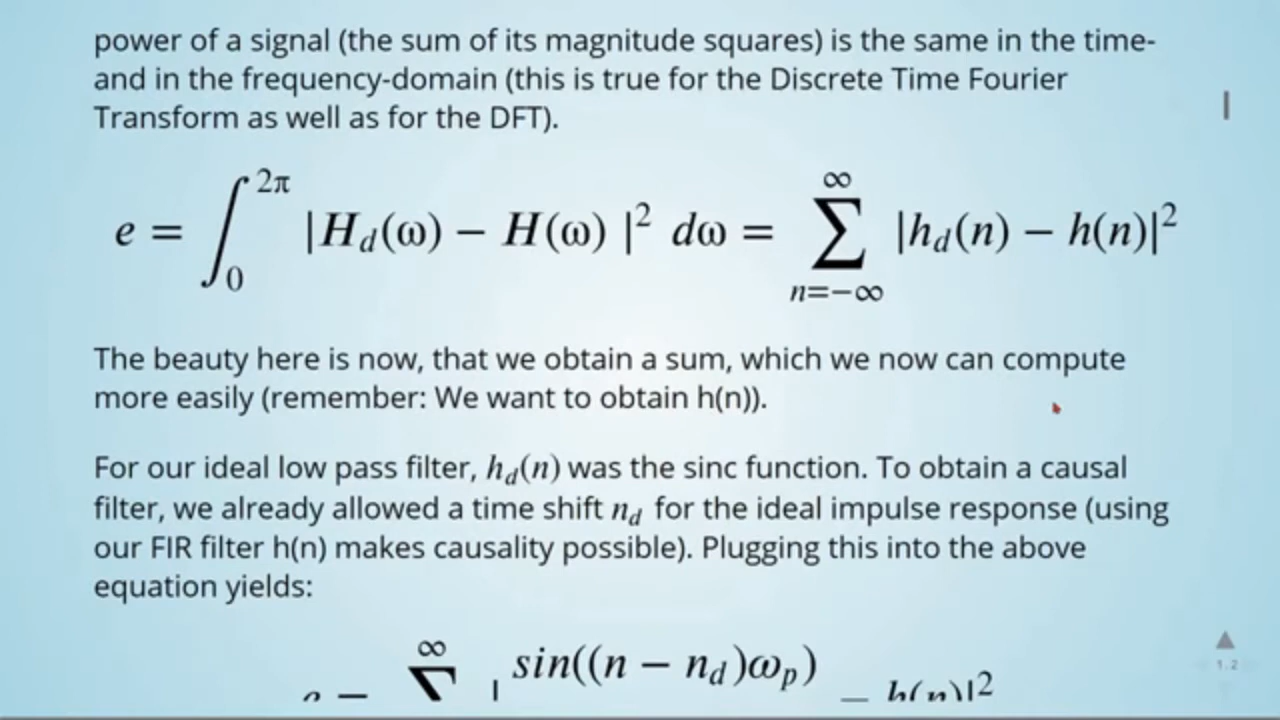 power of a signal (the sum of its magnitude squares) is the same in the time-
and in the frequency-domain (this is true for the Discrete Time Fourier
Transform as well as for the DFT).
e = ∫₀^{2π} |H_d(ω) − H(ω) |² dω = ∑_{n=−∞}^{∞} |h_d(n) − h(n)|²
The beauty here is now, that we obtain a sum, which we now can compute
more easily (remember: We want to obtain h(n)).
For our ideal low pass filter, h_d(n) was the sinc function. To obtain a causal
filter, we already allowed a time shift n_d for the ideal impulse response (using
our FIR filter h(n) makes causality possible). Plugging this into the above
equation yields:
e = ∑^{∞} | sin((n − n_d)ω_p) − h(n)|²
1.2